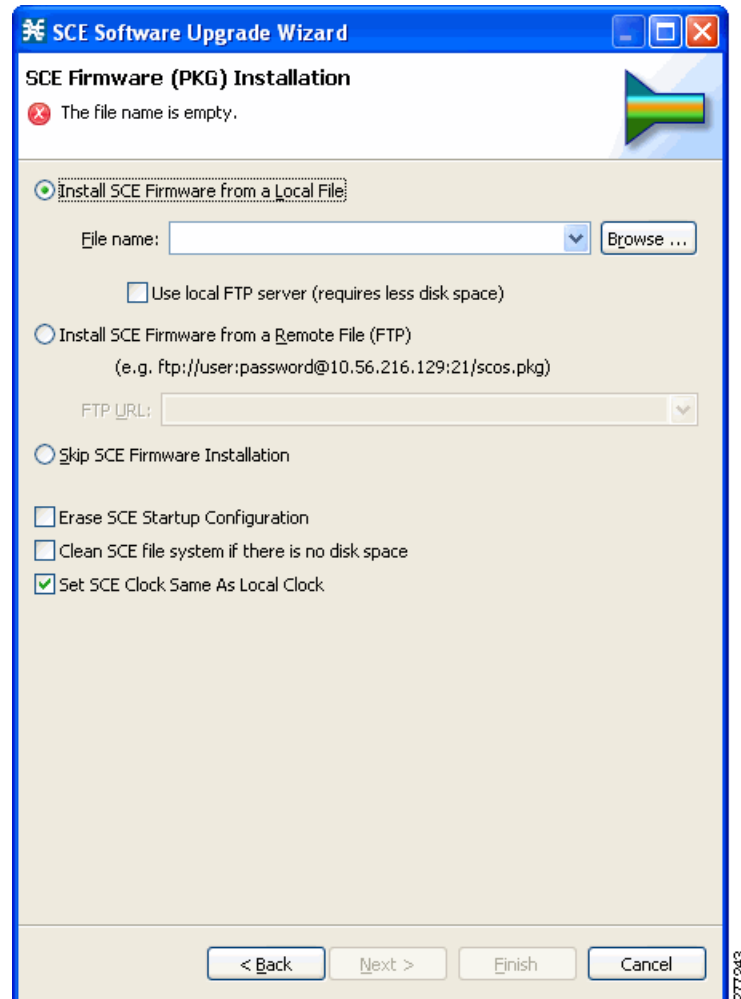 SCE Software Upgrade Wizard
SCE Firmware (PKG) Installation
The file name is empty.
Install SCE Firmware from a Local File
File name:
Browse ...
Use local FTP server (requires less disk space)
Install SCE Firmware from a Remote File (FTP)
(e.g. ftp://user:password@10.56.216.129:21/scos.pkg)
FTP URL:
Skip SCE Firmware Installation
Erase SCE Startup Configuration
Clean SCE file system if there is no disk space
Set SCE Clock Same As Local Clock
< Back
Next >
Finish
Cancel
277243